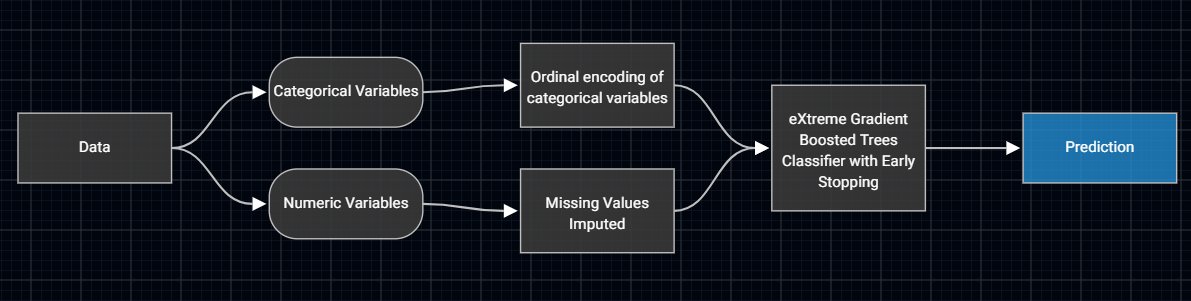 Data
Categorical Variables
Numeric Variables
Ordinal encoding of
categorical variables
Missing Values
Imputed
eXtreme Gradient
Boosted Trees
Classifier with Early
Stopping
Prediction